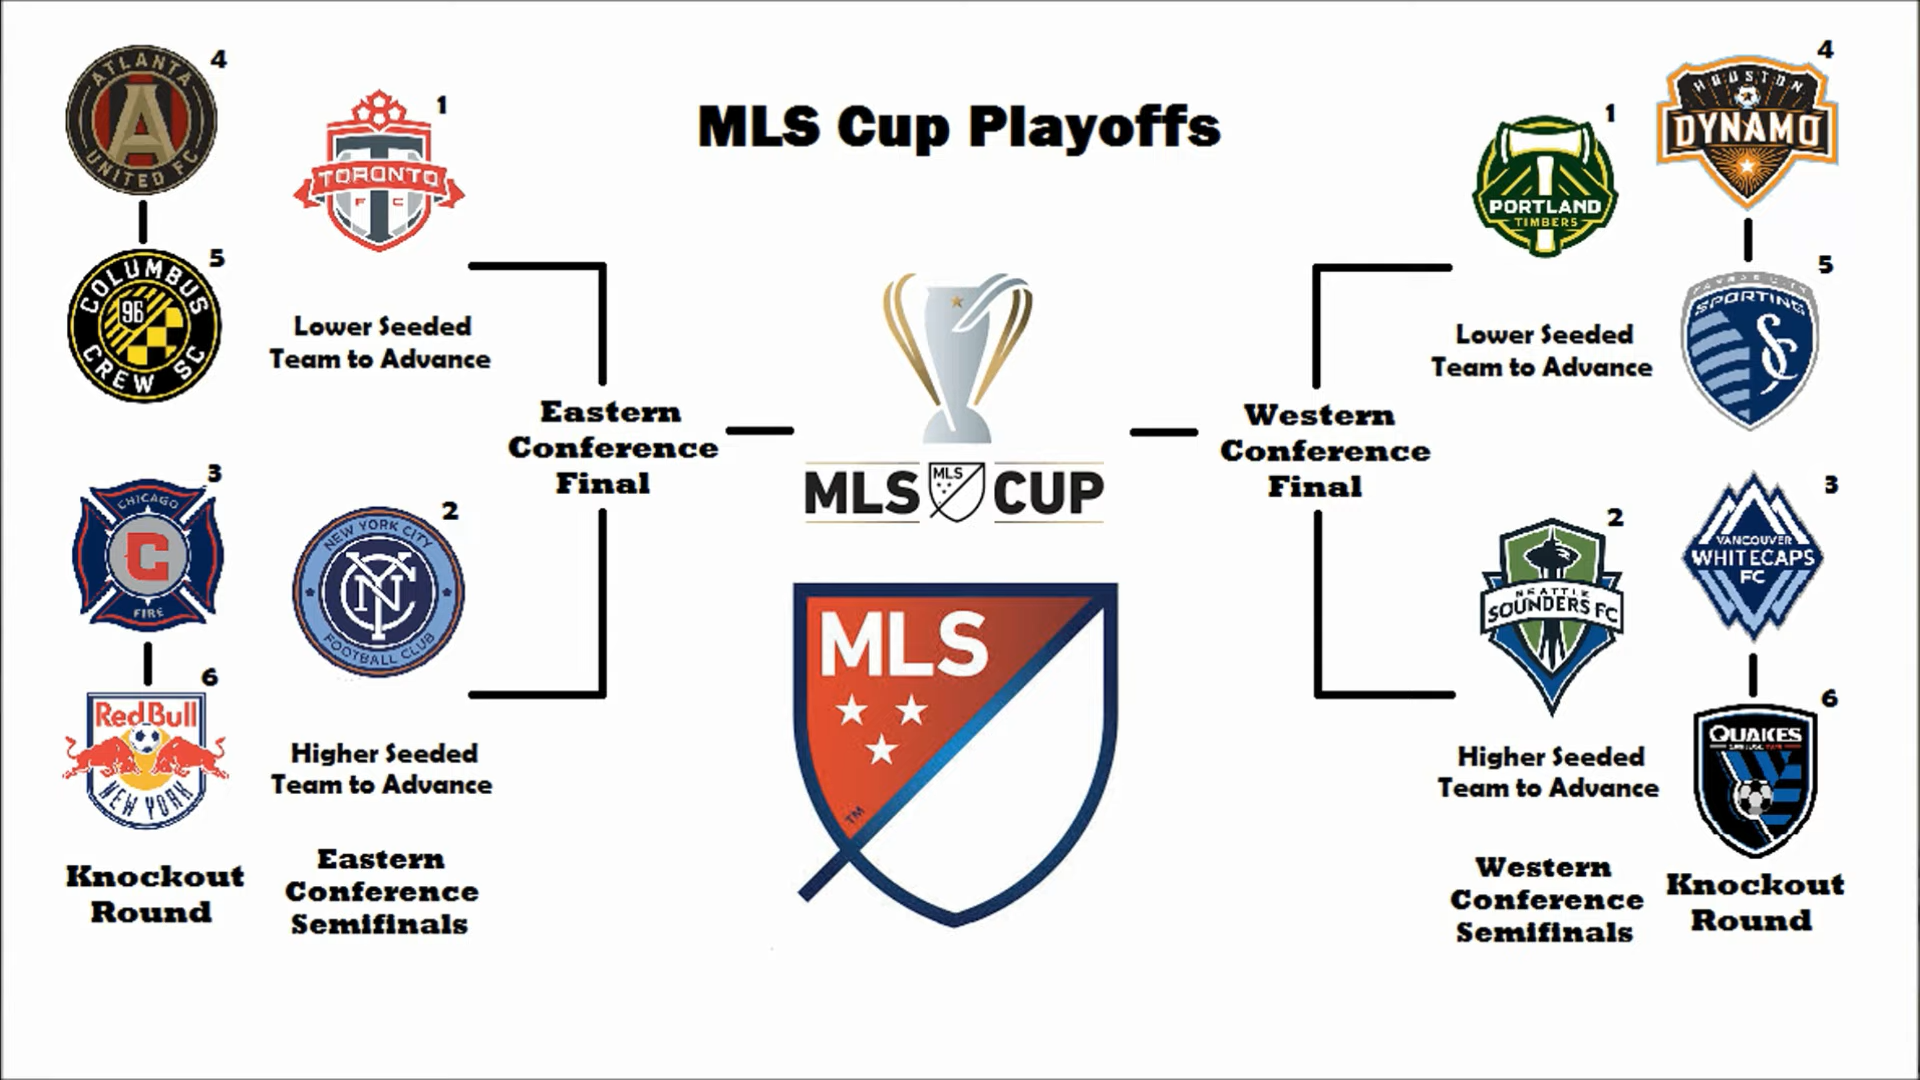 MLS Cup Playoffs
4
ATLANTA
UNITED FC
5
COLUMBUS
96
CREW SC
3
CHICAGO
C
FIRE
6
Red Bull
NEW YORK
Knockout
Round
1
TORONTO
F C
Lower Seeded
Team to Advance
2
NEW YORK CITY
NYC
FOOTBALL CLUB
Higher Seeded
Team to Advance
Eastern
Conference
Semifinals
Eastern
Conference
Final
MLS
MLS CUP
MLS
TM
Western
Conference
Final
1
PORTLAND
TIMBERS
Lower Seeded
Team to Advance
2
SEATTLE
SOUNDERS FC
Higher Seeded
Team to Advance
Western
Conference
Semifinals
4
HOUSTON
DYNAMO
5
SPORTING
SC
3
VANCOUVER
WHITECAPS
FC
6
QUAKES
Knockout
Round